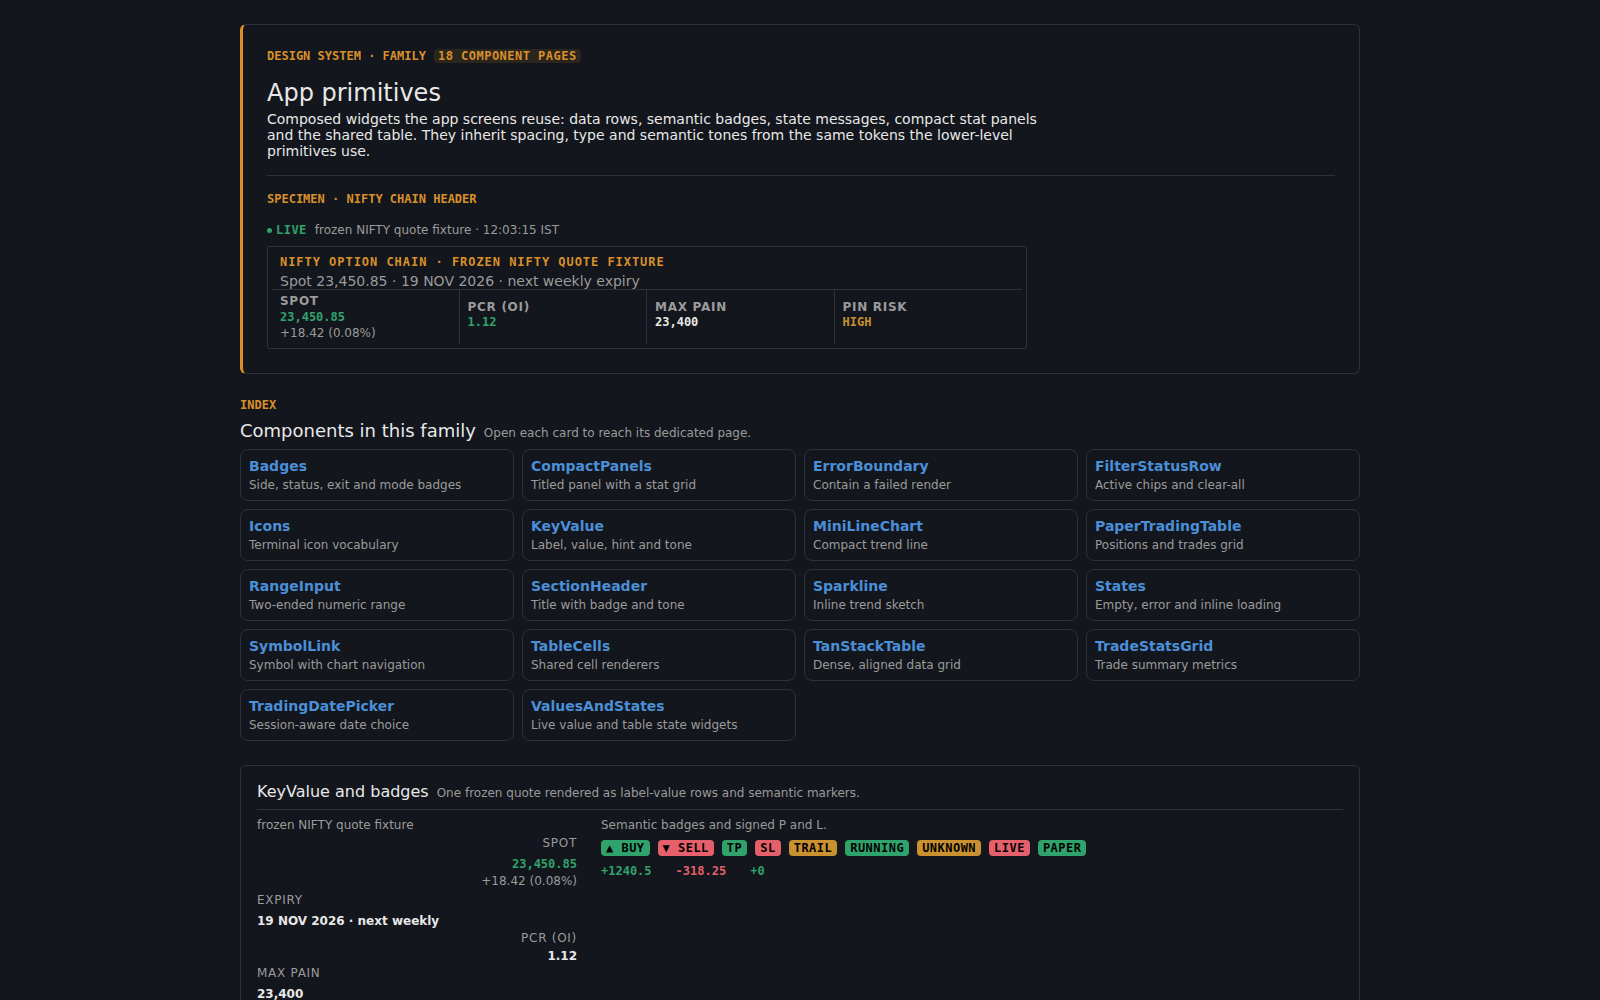 DESIGN SYSTEM · FAMILY 18 COMPONENT PAGES
App primitives
Composed widgets the app screens reuse: data rows, semantic badges, state messages, compact stat panels
and the shared table. They inherit spacing, type and semantic tones from the same tokens the lower-level
primitives use.
SPECIMEN · NIFTY CHAIN HEADER
LIVE frozen NIFTY quote fixture · 12:03:15 IST
NIFTY OPTION CHAIN · FROZEN NIFTY QUOTE FIXTURE
Spot 23,450.85 · 19 NOV 2026 · next weekly expiry
SPOT
23,450.85
+18.42 (0.08%)
PCR (OI)
1.12
MAX PAIN
23,400
PIN RISK
HIGH
INDEX
Components in this family Open each card to reach its dedicated page.
Badges
Side, status, exit and mode badges
CompactPanels
Titled panel with a stat grid
ErrorBoundary
Contain a failed render
FilterStatusRow
Active chips and clear-all
Icons
Terminal icon vocabulary
KeyValue
Label, value, hint and tone
MiniLineChart
Compact trend line
PaperTradingTable
Positions and trades grid
RangeInput
Two-ended numeric range
SectionHeader
Title with badge and tone
Sparkline
Inline trend sketch
States
Empty, error and inline loading
SymbolLink
Symbol with chart navigation
TableCells
Shared cell renderers
TanStackTable
Dense, aligned data grid
TradeStatsGrid
Trade summary metrics
TradingDatePicker
Session-aware date choice
ValuesAndStates
Live value and table state widgets
KeyValue and badges One frozen quote rendered as label-value rows and semantic markers.
frozen NIFTY quote fixture
SPOT
23,450.85
+18.42 (0.08%)
EXPIRY
19 NOV 2026 · next weekly
PCR (OI)
1.12
MAX PAIN
23,400
Semantic badges and signed P and L.
▲ BUY ▼ SELL TP SL TRAIL RUNNING UNKNOWN LIVE PAPER
+1240.5 -318.25 +0